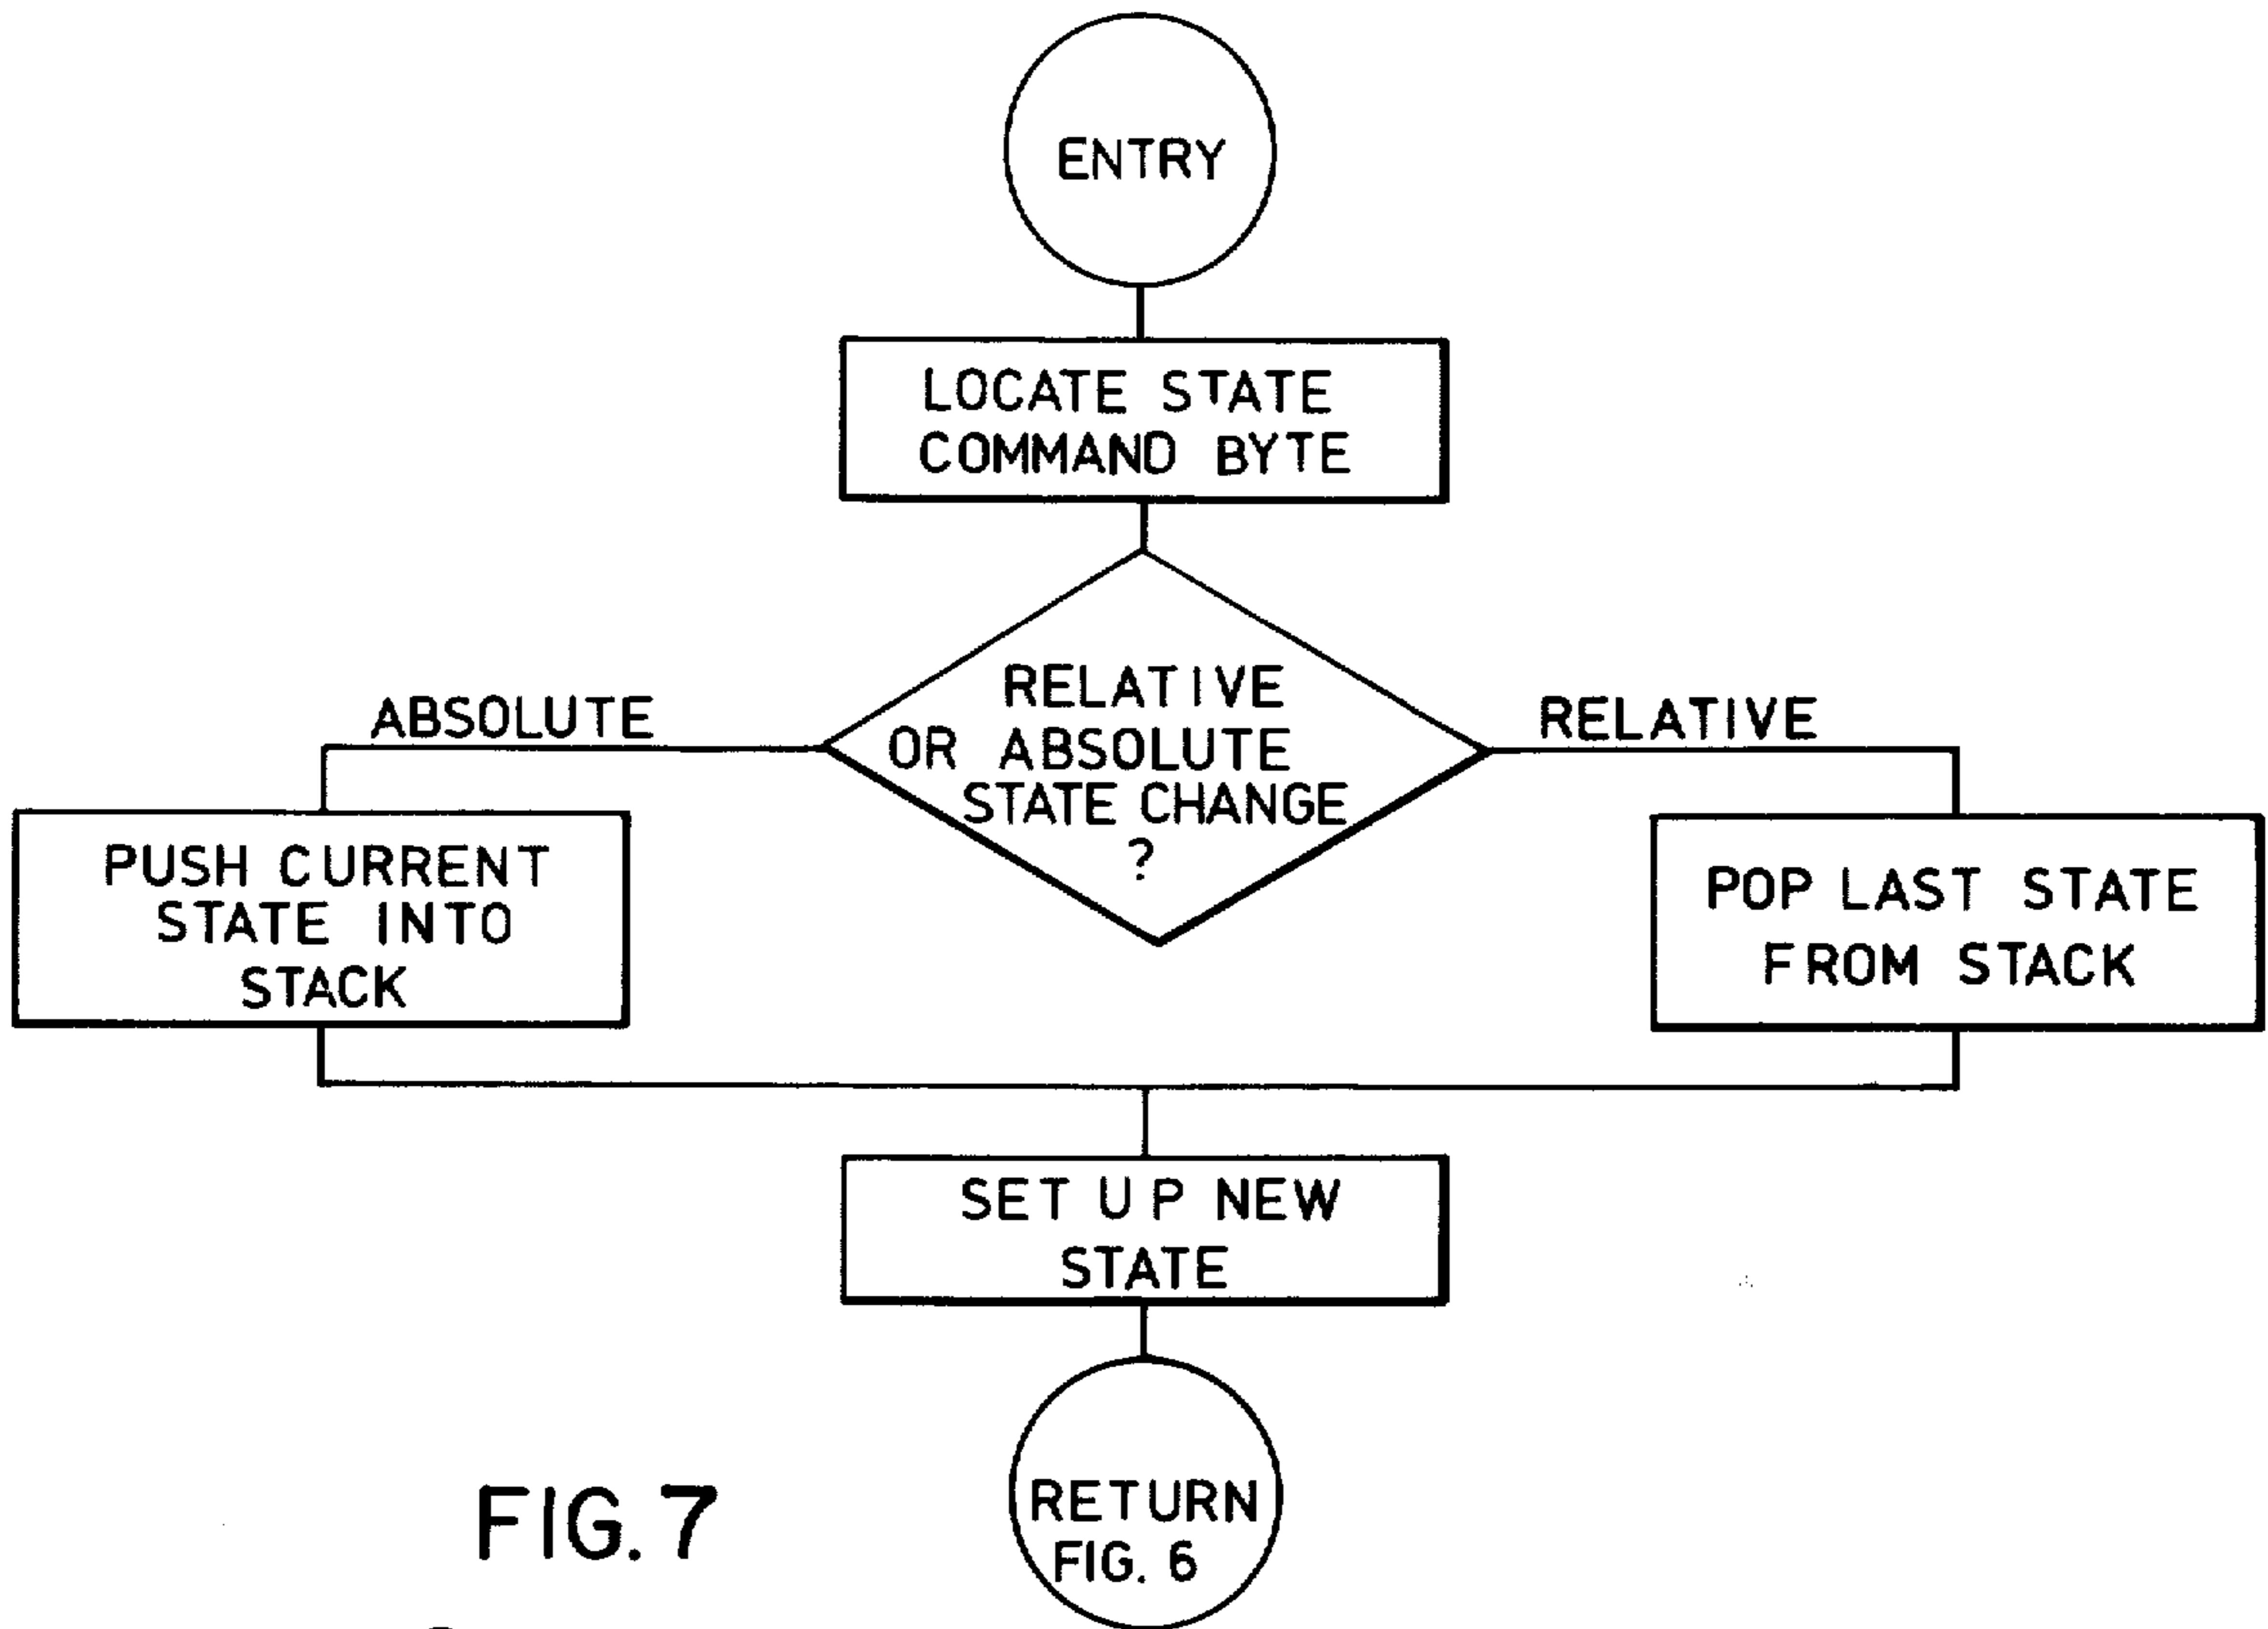 ENTRY
LOCATE STATE
COMMAND BYTE
RELATIVE
OR ABSOLUTE
STATE CHANGE
?
ABSOLUTE
RELATIVE
PUSH CURRENT
STATE INTO
STACK
POP LAST STATE
FROM STACK
SET UP NEW
STATE
RETURN
FIG. 6
FIG. 7